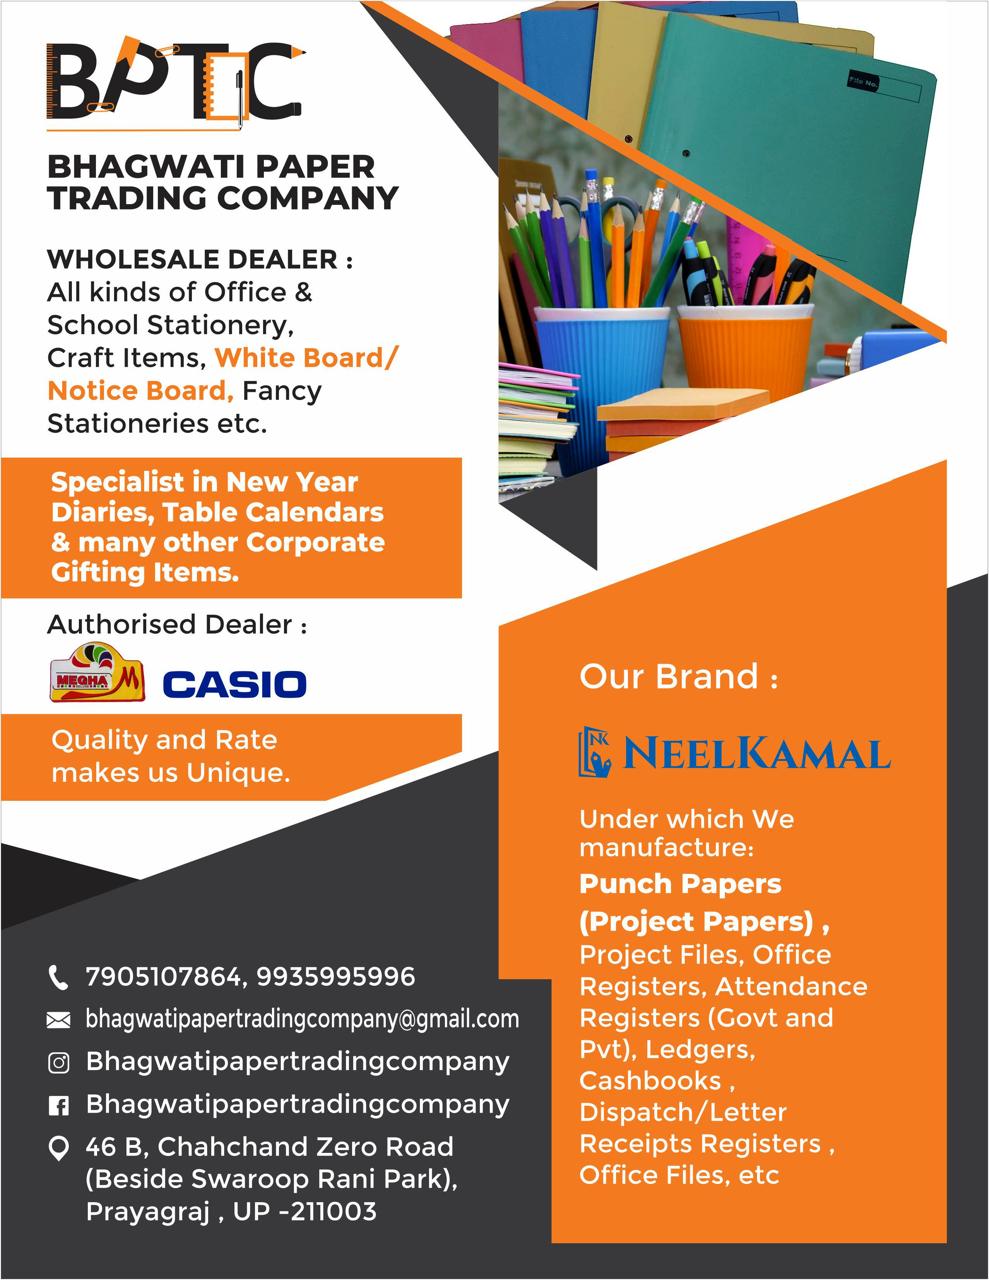 BPTC
BHAGWATI PAPER
TRADING COMPANY
WHOLESALE DEALER :
All kinds of Office &
School Stationery,
Craft Items, White Board/
Notice Board, Fancy
Stationeries etc.
Specialist in New Year
Diaries, Table Calendars
& many other Corporate
Gifting Items.
Authorised Dealer :
MEGHA M
CASIO
Quality and Rate
makes us Unique.
7905107864, 9935995996
bhagwatipapertradingcompany@gmail.com
Bhagwatipapertradingcompany
Bhagwatipapertradingcompany
46 B, Chahchand Zero Road
(Beside Swaroop Rani Park),
Prayagraj , UP -211003
File No.
Our Brand :
NK
NEELKAMAL
Under which We
manufacture:
Punch Papers
(Project Papers) ,
Project Files, Office
Registers, Attendance
Registers (Govt and
Pvt), Ledgers,
Cashbooks ,
Dispatch/Letter
Receipts Registers ,
Office Files, etc